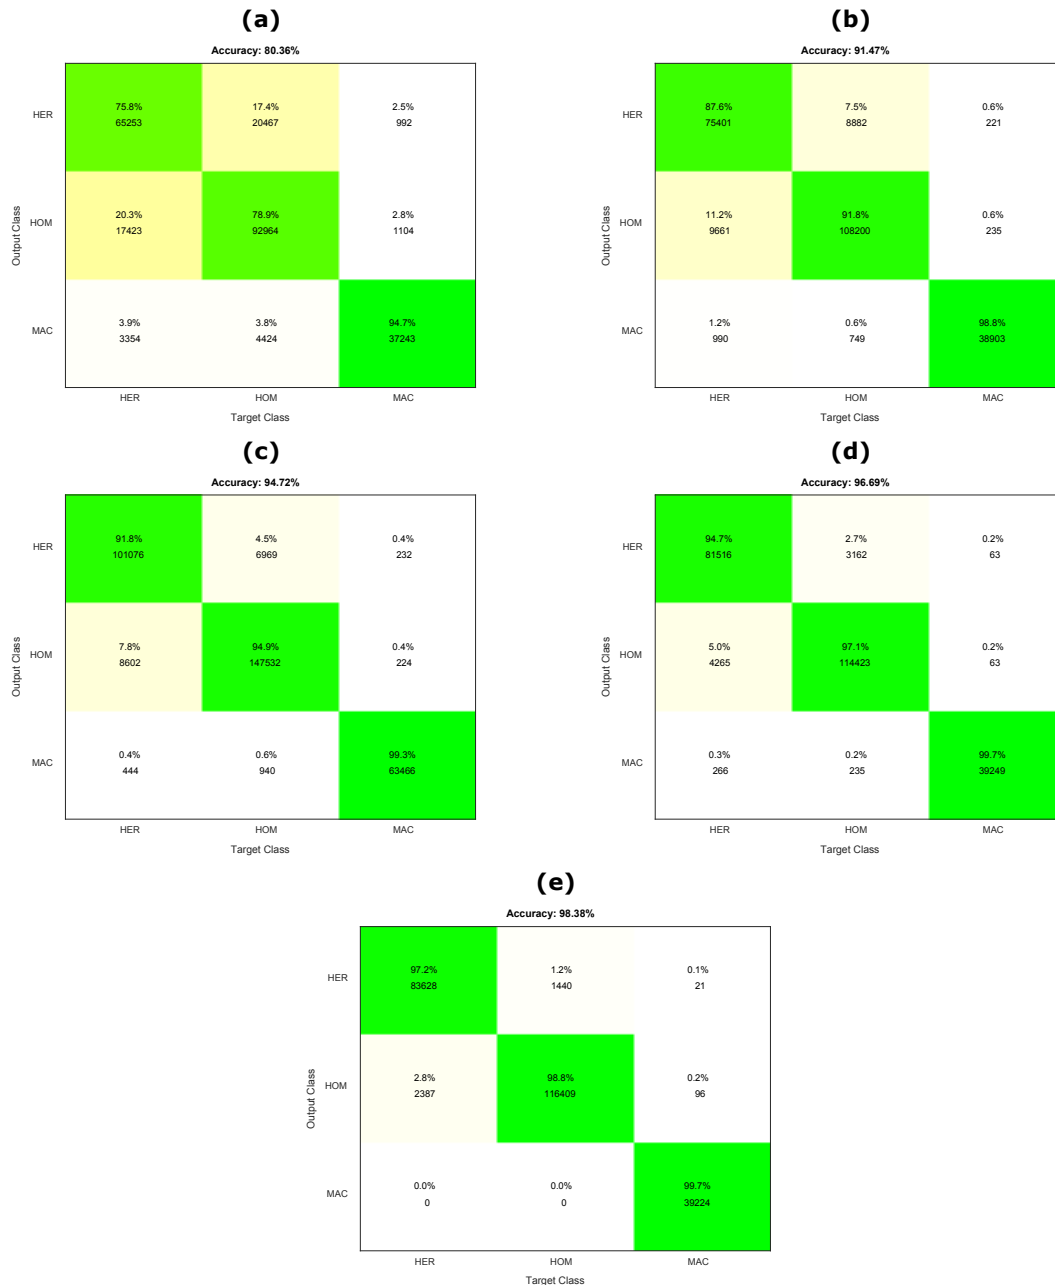 (a)
Accuracy: 80.36%
Output Class
HER
75.8% 17.4% 2.5%
65253 20467 992
HOM
20.3% 78.9% 2.8%
17423 92964 1104
MAC
3.9% 3.8% 94.7%
3354 4424 37243
HER HOM MAC
Target Class
(b)
Accuracy: 91.47%
Output Class
HER
87.6% 7.5% 0.6%
75401 8882 221
HOM
11.2% 91.8% 0.6%
9661 108200 235
MAC
1.2% 0.6% 98.8%
990 749 38903
HER HOM MAC
Target Class
(c)
Accuracy: 94.72%
Output Class
HER
91.8% 4.5% 0.4%
101076 6969 232
HOM
7.8% 94.9% 0.4%
8602 147532 224
MAC
0.4% 0.6% 99.3%
444 940 63466
HER HOM MAC
Target Class
(d)
Accuracy: 96.69%
Output Class
HER
94.7% 2.7% 0.2%
81516 3162 63
HOM
5.0% 97.1% 0.2%
4265 114423 63
MAC
0.3% 0.2% 99.7%
266 235 39249
HER HOM MAC
Target Class
(e)
Accuracy: 98.38%
Output Class
HER
97.2% 1.2% 0.1%
83628 1440 21
HOM
2.8% 98.8% 0.2%
2387 116409 96
MAC
0.0% 0.0% 99.7%
0 0 39224
HER HOM MAC
Target Class